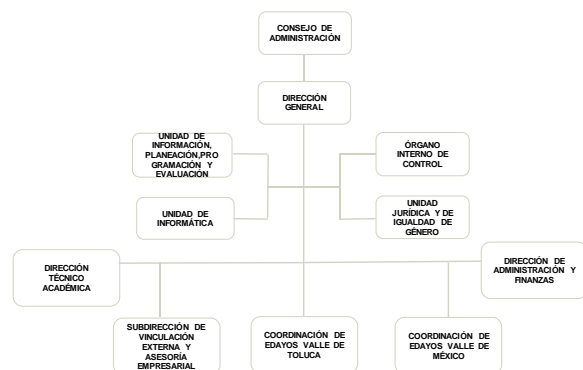 CONSEJO DE
ADMINISTRACIÓN
DIRECCIÓN
GENERAL
UNIDAD DE
INFORMACIÓN,
PLANEACIÓN,PRO
GRAMACIÓN Y
EVALUACIÓN
ÓRGANO
INTERNO DE
CONTROL
UNIDAD DE
INFORMÁTICA
UNIDAD
JURÍDICA Y DE
IGUALDAD DE
GÉNERO
DIRECCIÓN
TÉCNICO
ACADÉMICA
DIRECCIÓN DE
ADMINISTRACIÓN Y
FINANZAS
SUBDIRECCIÓN DE
VINCULACIÓN
EXTERNA Y
ASESORÍA
EMPRESARIAL
COORDINACIÓN DE
EDAYOS VALLE DE
TOLUCA
COORDINACIÓN DE
EDAYOS VALLE DE
MÉXICO